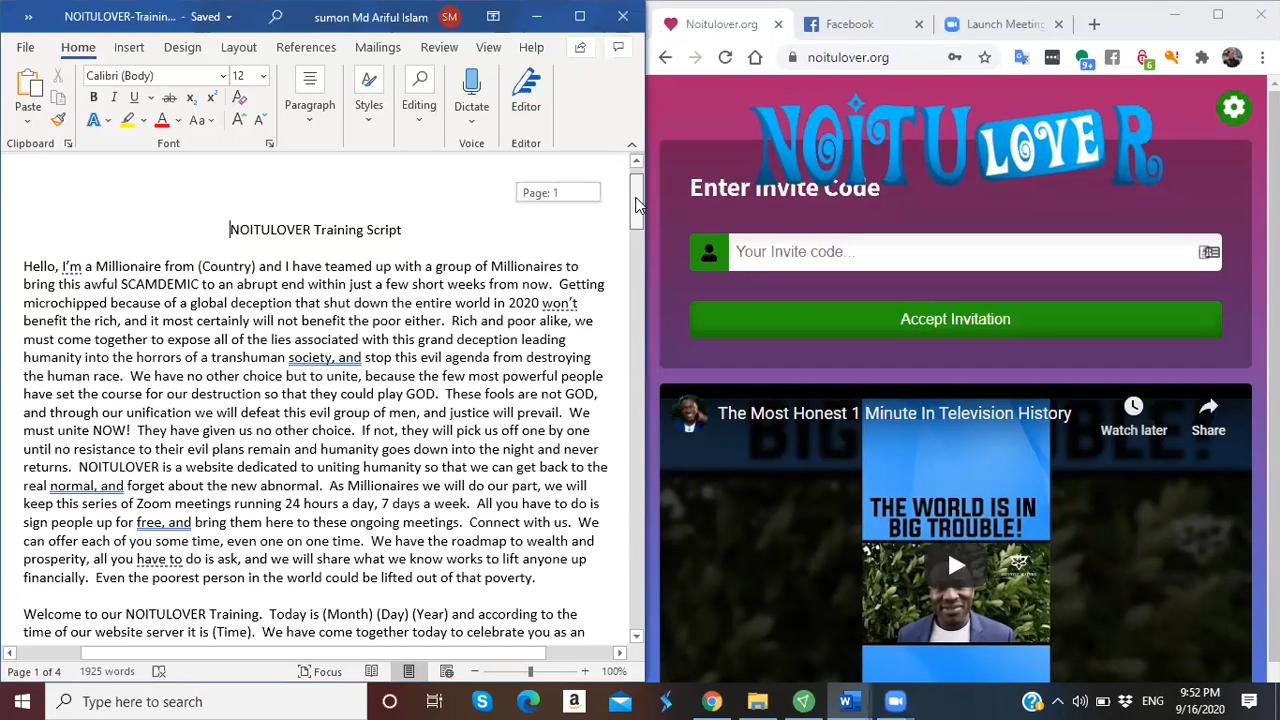 NOITULOVER-Trainin... - Saved
sumon Md Ariful Islam
SM
File
Home
Insert
Design
Layout
References
Mailings
Review
View
Help
Paste
Calibri (Body)
12
Paragraph
Styles
Editing
Dictate
Editor
Clipboard
Font
Voice
Editor
Page: 1
NOITULOVER Training Script
Hello, I'm a Millionaire from (Country) and I have teamed up with a group of Millionaires to
bring this awful SCAMDEMIC to an abrupt end within just a few short weeks from now. Getting
microchipped because of a global deception that shut down the entire world in 2020 won't
benefit the rich, and it most certainly will not benefit the poor either. Rich and poor alike, we
must come together to expose all of the lies associated with this grand deception leading
humanity into the horrors of a transhuman society, and stop this evil agenda from destroying
the human race. We have no other choice but to unite, because the few most powerful people
have set the course for our destruction so that they could play GOD. These fools are not GOD,
and through our unification we will defeat this evil group of men, and justice will prevail. We
must unite NOW! They have given us no other choice. If not, they will pick us off one by one
until no resistance to their evil plans remain and humanity goes down into the night and never
returns. NOITULOVER is a website dedicated to uniting humanity so that we can get back to the
real normal, and forget about the new abnormal. As Millionaires we will do our part, we will
keep this series of Zoom meetings running 24 hours a day, 7 days a week. All you have to do is
sign people up for free, and bring them here to these ongoing meetings. Connect with us. We
can offer each of you some time, even one on one time. We have the roadmap to wealth and
prosperity, all you have to do is ask, and we will share what we know works to lift anyone up
financially. Even the poorest person in the world could be lifted out of that poverty.
Welcome to our NOITULOVER Training. Today is (Month) (Day) (Year) and according to the
time of our website server it is (Time). We have come together today to celebrate you as an
Page 1 of 4
1925 words
Focus
100%
Noitulover.org
Facebook
Launch Meetin
noitulover.org
9+
6
NOITU LOVE R
Enter Invite Code
Your Invite code...
Accept Invitation
The Most Honest 1 Minute In Television History
Watch later
Share
THE WORLD IS IN
BIG TROUBLE!
Type here to search
ENG
9:52 PM
9/16/2020